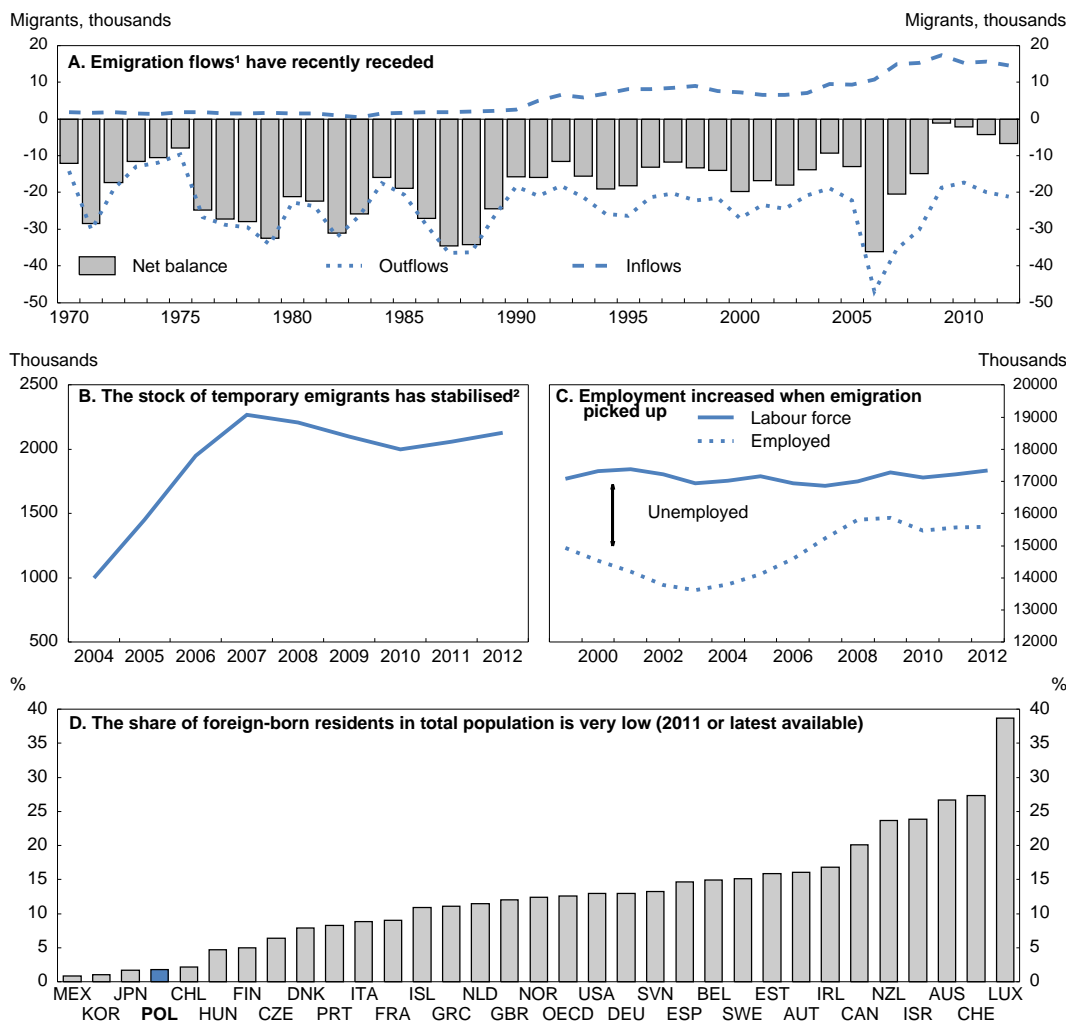 Migrants, thousands
Migrants, thousands
A. Emigration flows¹ have recently receded
20
20
10
10
0
0
-10
-10
-20
-20
-30
-30
-40
-40
-50
-50
Net balance
Outflows
Inflows
1970 1975 1980 1985 1990 1995 2000 2005 2010
Thousands
B. The stock of temporary emigrants has stabilised²
2500
2000
1500
1000
500
2004 2005 2006 2007 2008 2009 2010 2011 2012
Thousands
C. Employment increased when emigration
picked up
Labour force
Employed
Unemployed
20000
19000
18000
17000
16000
15000
14000
13000
12000
2000 2002 2004 2006 2008 2010 2012
%
%
D. The share of foreign-born residents in total population is very low (2011 or latest available)
40
40
35
35
30
30
25
25
20
20
15
15
10
10
5
5
0
0
MEX JPN CHL FIN DNK ITA ISL NLD NOR USA SVN BEL EST IRL NZL AUS LUX
KOR POL HUN CZE PRT FRA GRC GBR OECD DEU ESP SWE AUT CAN ISR CHE